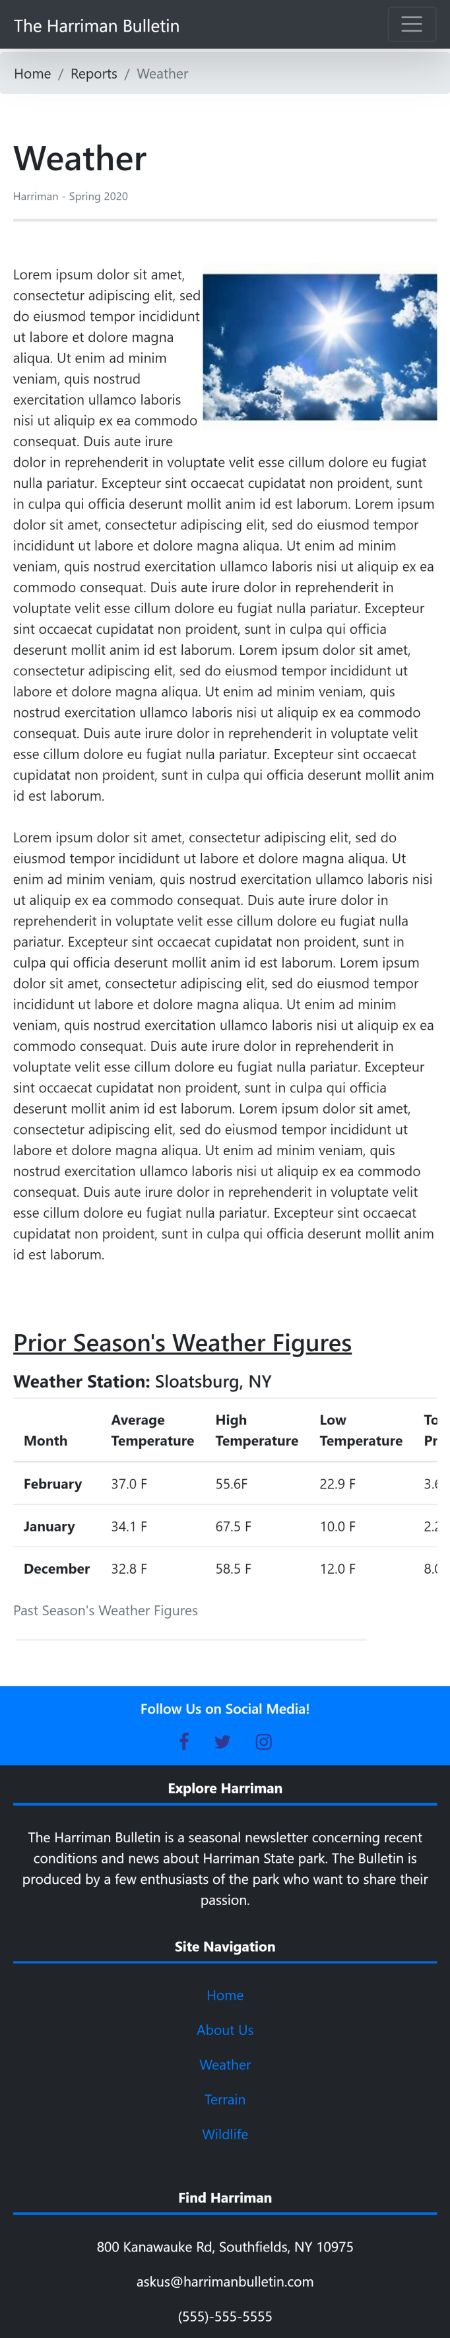 The Harriman Bulletin
Home / Reports / Weather
Weather
Harriman - Spring 2020
Lorem ipsum dolor sit amet,
consectetur adipiscing elit, sed
do eiusmod tempor incididunt
ut labore et dolore magna
aliqua. Ut enim ad minim
veniam, quis nostrud
exercitation ullamco laboris
nisi ut aliquip ex ea commodo
consequat. Duis aute irure
dolor in reprehenderit in voluptate velit esse cillum dolore eu fugiat
nulla pariatur. Excepteur sint occaecat cupidatat non proident, sunt
in culpa qui officia deserunt mollit anim id est laborum. Lorem ipsum
dolor sit amet, consectetur adipiscing elit, sed do eiusmod tempor
incididunt ut labore et dolore magna aliqua. Ut enim ad minim
veniam, quis nostrud exercitation ullamco laboris nisi ut aliquip ex ea
commodo consequat. Duis aute irure dolor in reprehenderit in
voluptate velit esse cillum dolore eu fugiat nulla pariatur. Excepteur
sint occaecat cupidatat non proident, sunt in culpa qui officia
deserunt mollit anim id est laborum. Lorem ipsum dolor sit amet,
consectetur adipiscing elit, sed do eiusmod tempor incididunt ut
labore et dolore magna aliqua. Ut enim ad minim veniam, quis
nostrud exercitation ullamco laboris nisi ut aliquip ex ea commodo
consequat. Duis aute irure dolor in reprehenderit in voluptate velit
esse cillum dolore eu fugiat nulla pariatur. Excepteur sint occaecat
cupidatat non proident, sunt in culpa qui officia deserunt mollit anim
id est laborum.
Lorem ipsum dolor sit amet, consectetur adipiscing elit, sed do
eiusmod tempor incididunt ut labore et dolore magna aliqua. Ut
enim ad minim veniam, quis nostrud exercitation ullamco laboris nisi
ut aliquip ex ea commodo consequat. Duis aute irure dolor in
reprehenderit in voluptate velit esse cillum dolore eu fugiat nulla
pariatur. Excepteur sint occaecat cupidatat non proident, sunt in
culpa qui officia deserunt mollit anim id est laborum. Lorem ipsum
dolor sit amet, consectetur adipiscing elit, sed do eiusmod tempor
incididunt ut labore et dolore magna aliqua. Ut enim ad minim
veniam, quis nostrud exercitation ullamco laboris nisi ut aliquip ex ea
commodo consequat. Duis aute irure dolor in reprehenderit in
voluptate velit esse cillum dolore eu fugiat nulla pariatur. Excepteur
sint occaecat cupidatat non proident, sunt in culpa qui officia
deserunt mollit anim id est laborum. Lorem ipsum dolor sit amet,
consectetur adipiscing elit, sed do eiusmod tempor incididunt ut
labore et dolore magna aliqua. Ut enim ad minim veniam, quis
nostrud exercitation ullamco laboris nisi ut aliquip ex ea commodo
consequat. Duis aute irure dolor in reprehenderit in voluptate velit
esse cillum dolore eu fugiat nulla pariatur. Excepteur sint occaecat
cupidatat non proident, sunt in culpa qui officia deserunt mollit anim
id est laborum.
Prior Season's Weather Figures
Weather Station: Sloatsburg, NY
Month Average Temperature High Temperature Low Temperature
February 37.0 F 55.6F 22.9 F
January 34.1 F 67.5 F 10.0 F
December 32.8 F 58.5 F 12.0 F
Past Season's Weather Figures
Follow Us on Social Media!
Explore Harriman
The Harriman Bulletin is a seasonal newsletter concerning recent
conditions and news about Harriman State park. The Bulletin is
produced by a few enthusiasts of the park who want to share their
passion.
Site Navigation
Home
About Us
Weather
Terrain
Wildlife
Find Harriman
800 Kanawauke Rd, Southfields, NY 10975
askus@harrimanbulletin.com
(555)-555-5555